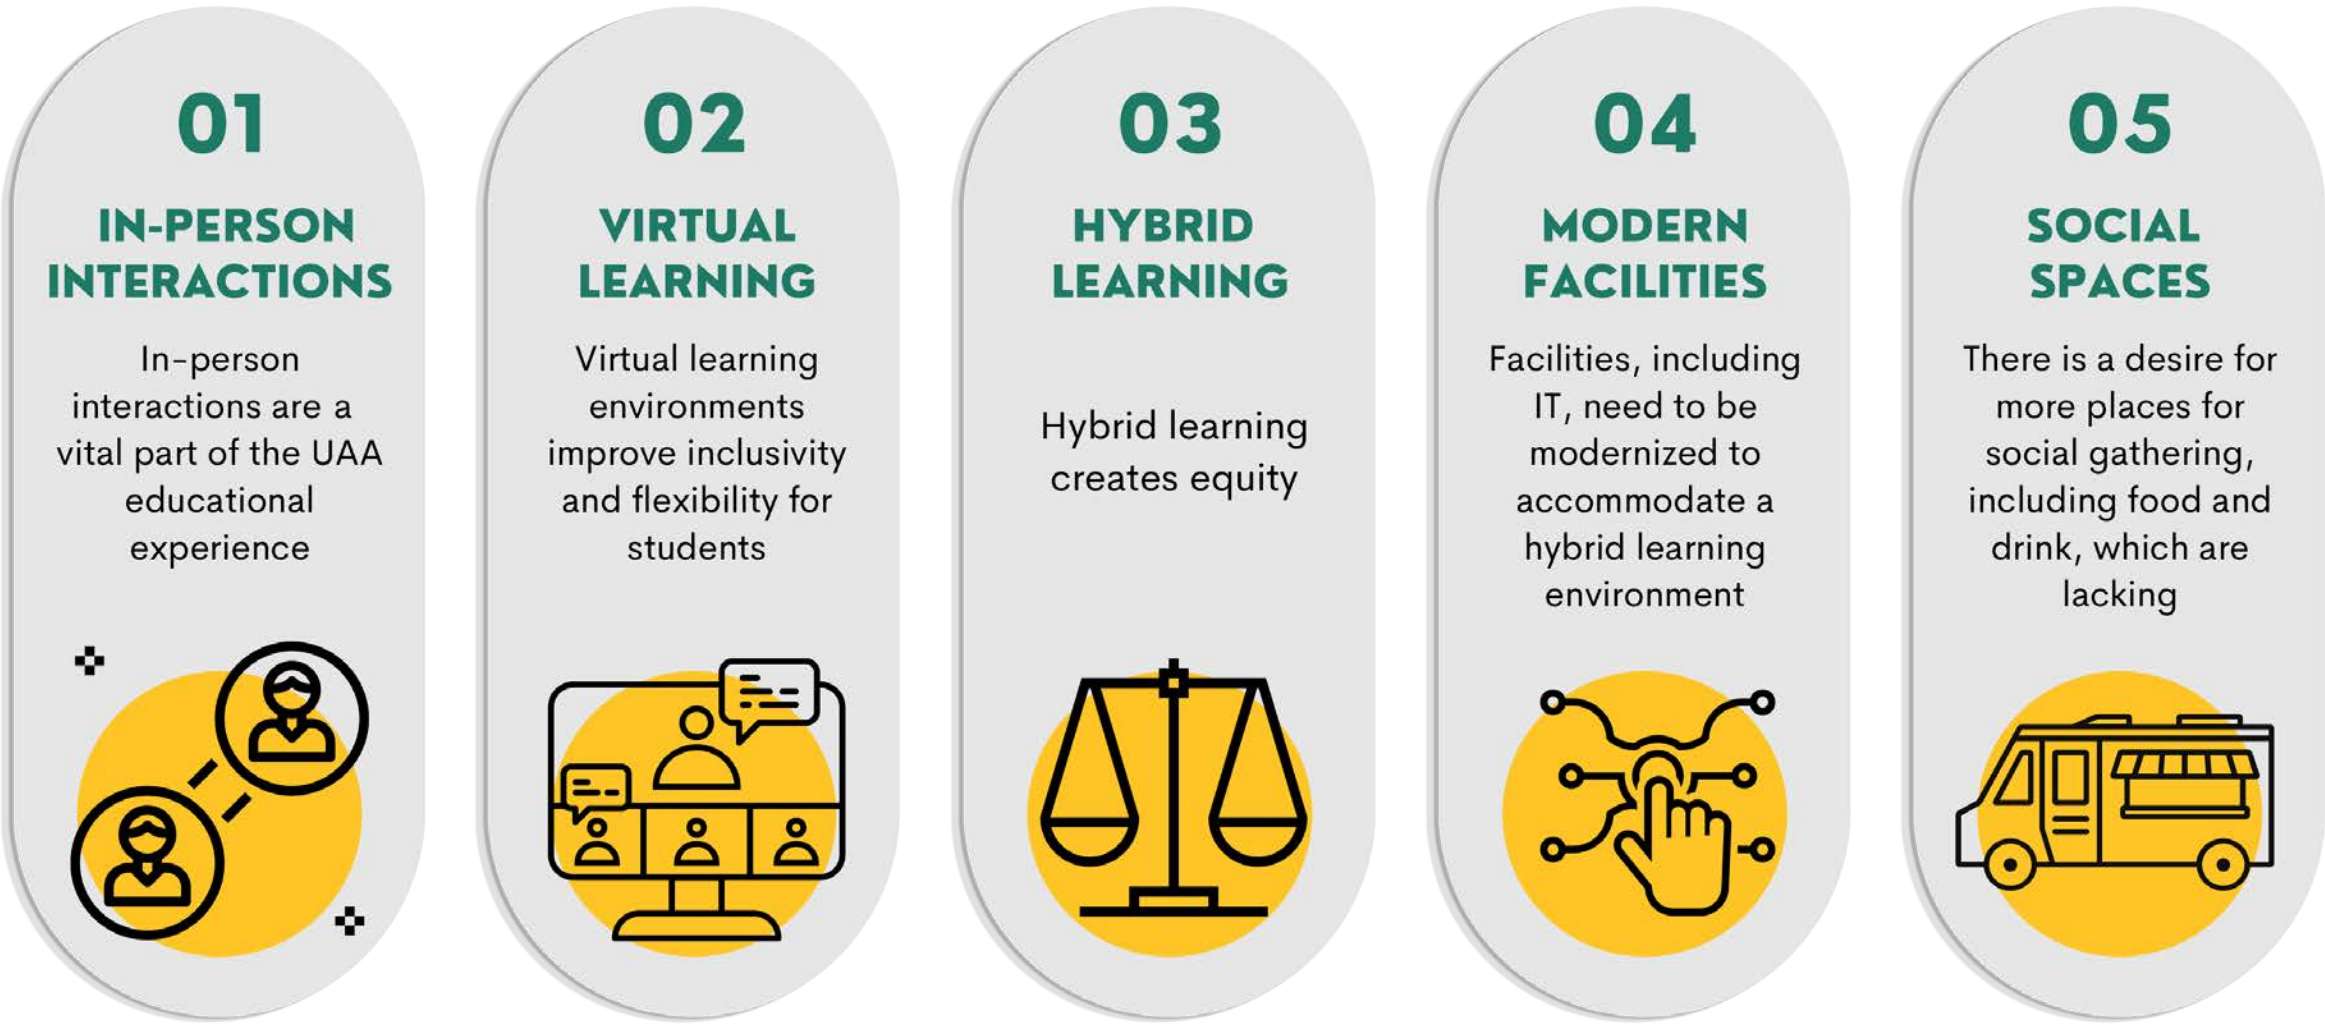 01
IN-PERSON
INTERACTIONS
In-person
interactions are a
vital part of the UAA
educational
experience
02
VIRTUAL
LEARNING
Virtual learning
environments
improve inclusivity
and flexibility for
students
03
HYBRID
LEARNING
Hybrid learning
creates equity
04
MODERN
FACILITIES
Facilities, including
IT, need to be
modernized to
accommodate a
hybrid learning
environment
05
SOCIAL
SPACES
There is a desire for
more places for
social gathering,
including food and
drink, which are
lacking